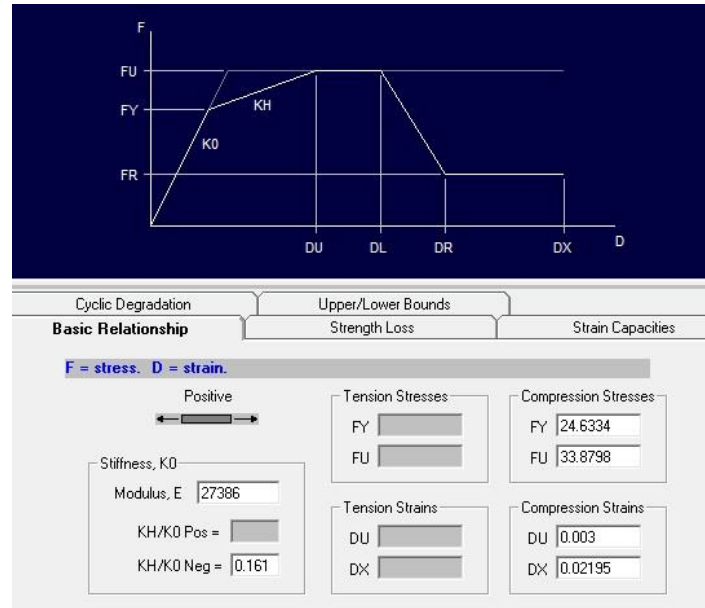 F
FU
FY
KH
K0
FR
DU DL DR DX D
Cyclic Degradation Upper/Lower Bounds
Basic Relationship Strength Loss Strain Capacities
F = stress. D = strain.
Positive Tension Stresses Compression Stresses
FY FY 24.6334
FU FU 33.8798
Stiffness, K0
Modulus, E 27386
Tension Strains Compression Strains
KH/K0 Pos = DU DU 0.003
KH/K0 Neg = 0.161 DX DX 0.02195